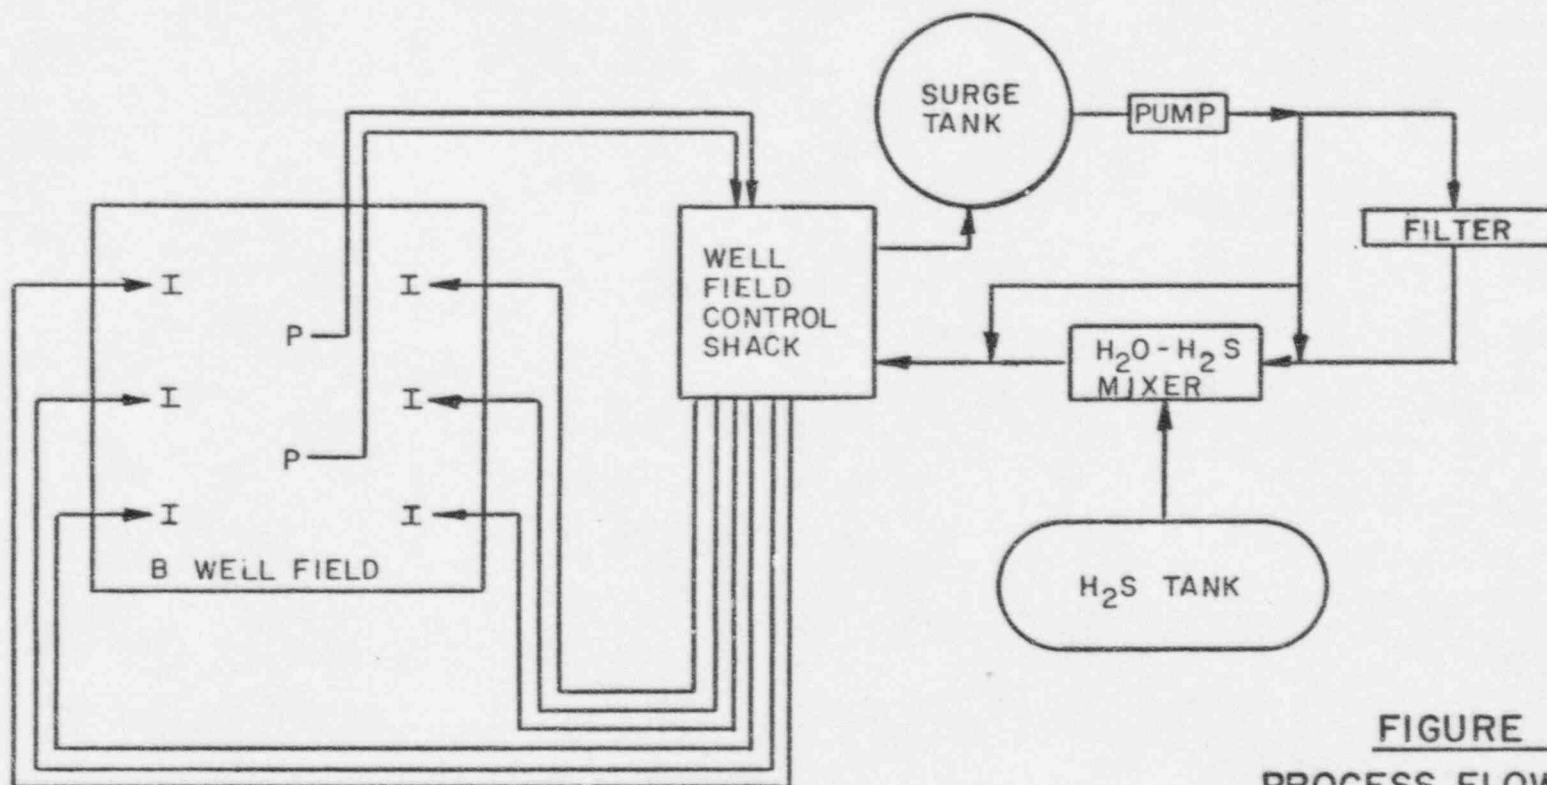 SURGE
TANK
PUMP
FILTER
WELL
FIELD
CONTROL
SHACK
H₂O-H₂S
MIXER
H₂S TANK
I
I
P
I
I
P
I
I
B WELL FIELD
FIGURE
PROCESS FLOW